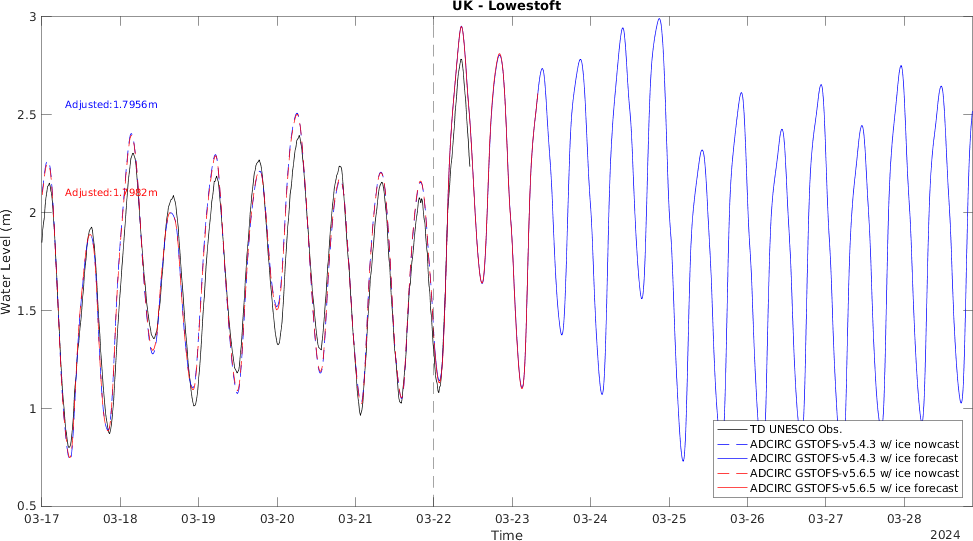 UK - Lowestoft
3
2.5
2
1.5
1
0.5
Water Level (m)
Adjusted:1.7956m
Adjusted:1.7982m
TD UNESCO Obs.
ADCIRC GSTOFS-v5.4.3 w/ ice nowcast
ADCIRC GSTOFS-v5.4.3 w/ ice forecast
ADCIRC GSTOFS-v5.6.5 w/ ice nowcast
ADCIRC GSTOFS-v5.6.5 w/ ice forecast
03-17 03-18 03-19 03-20 03-21 03-22 03-23 03-24 03-25 03-26 03-27 03-28
Time
2024